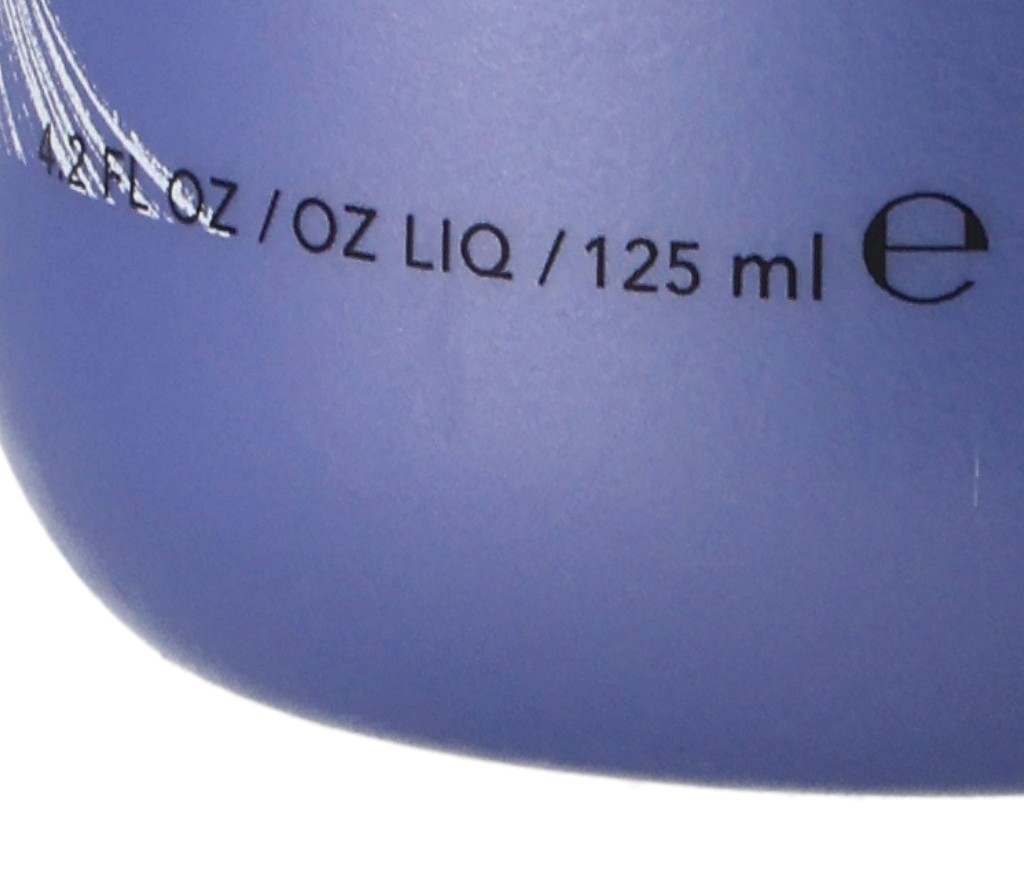 4.2 FL OZ / OZ LIQ / 125 ml e